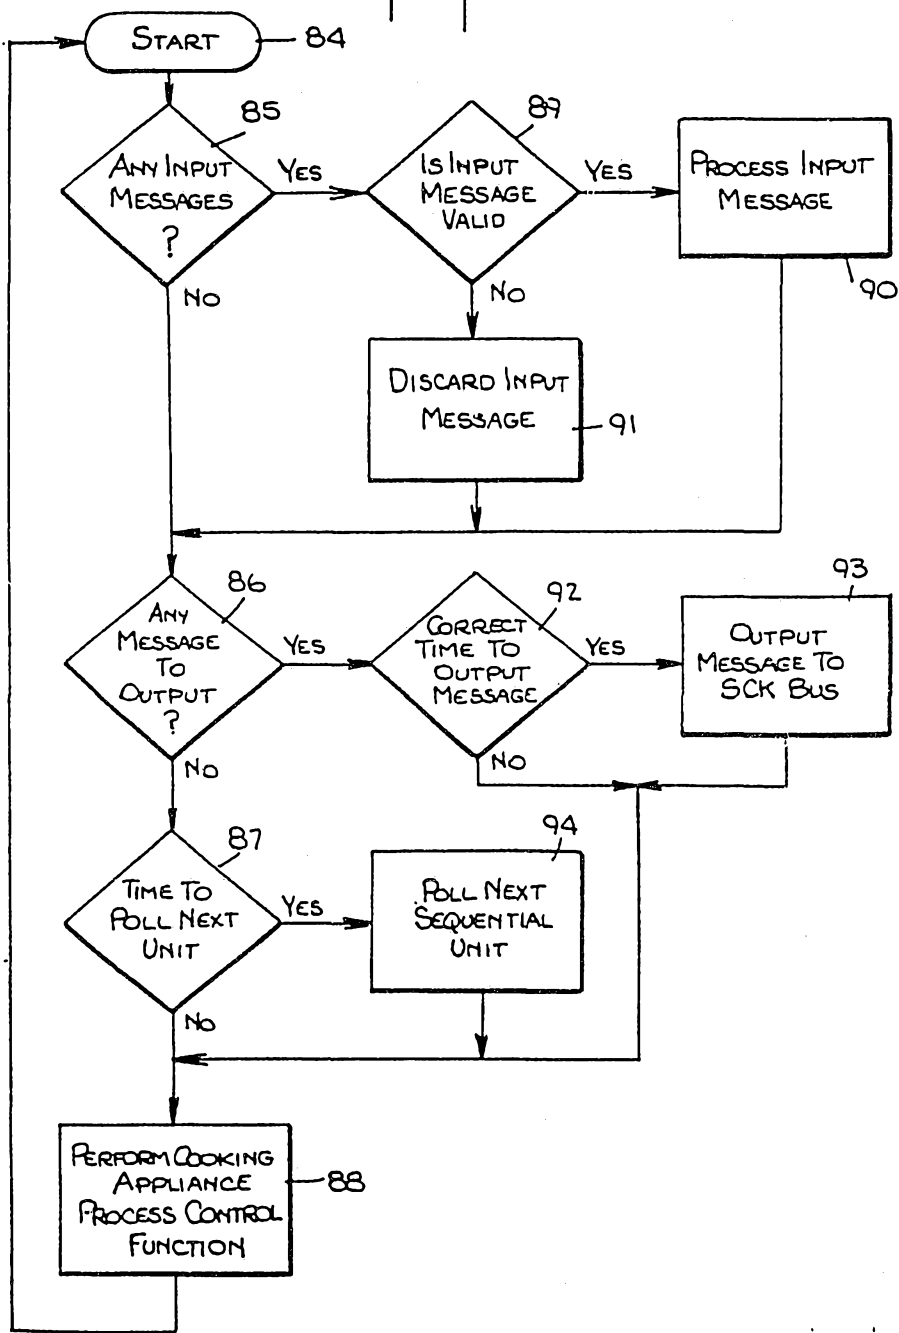 START
84
85
ANY INPUT
MESSAGES
?
YES
89
IS INPUT
MESSAGE
VALID
YES
PROCESS INPUT
MESSAGE
90
NO
NO
DISCARD INPUT
MESSAGE
91
86
ANY
MESSAGE
TO
OUTPUT
?
YES
92
CORRECT
TIME TO
OUTPUT
MESSAGE
YES
93
OUTPUT
MESSAGE TO
SCK BUS
NO
NO
87
TIME TO
POLL NEXT
UNIT
YES
94
POLL NEXT
SEQUENTIAL
UNIT
NO
PERFORM COOKING
APPLIANCE
PROCESS CONTROL
FUNCTION
88